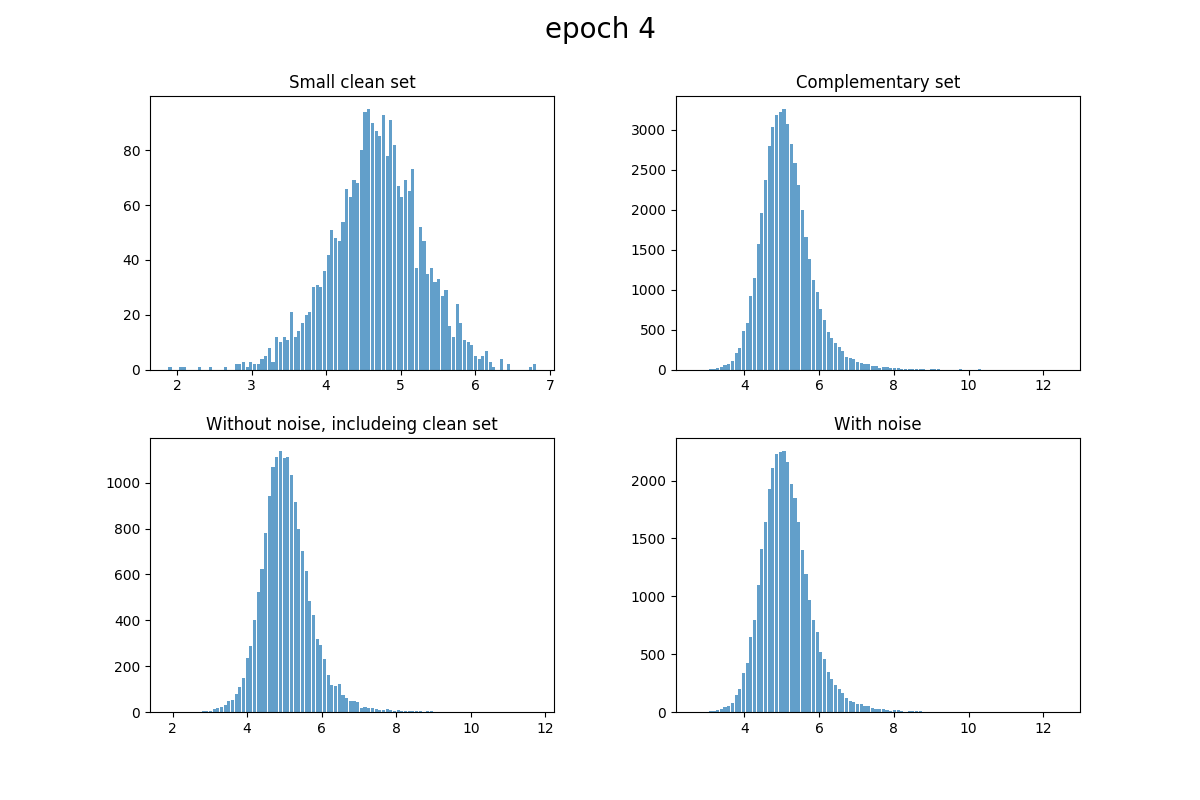 epoch 4
Small clean set
80
60
40
20
0
2 3 4 5 6 7
Complementary set
3000
2500
2000
1500
1000
500
0
4 6 8 10 12
Without noise, includeing clean set
1000
800
600
400
200
0
2 4 6 8 10 12
With noise
2000
1500
1000
500
0
4 6 8 10 12